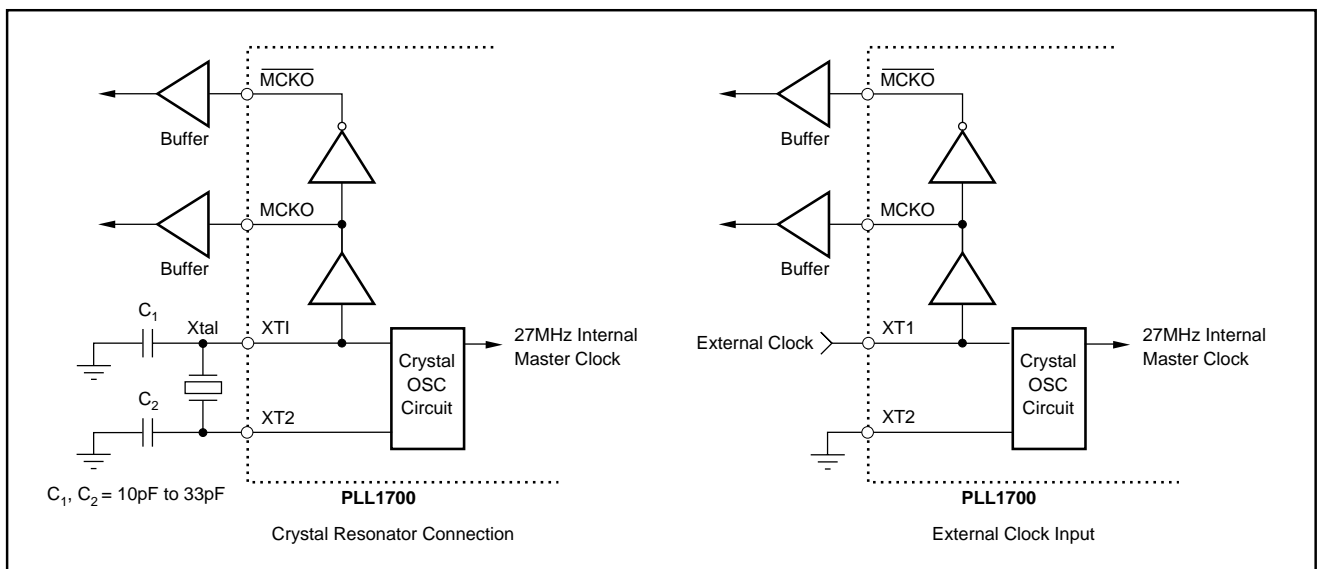 M̅C̅K̅O̅
Buffer
MCKO
Buffer
C₁
Xtal
XTI
27MHz Internal
Master Clock
Crystal
OSC
Circuit
C₂
XT2
C₁, C₂ = 10pF to 33pF
PLL1700
Crystal Resonator Connection
M̅C̅K̅O̅
Buffer
MCKO
Buffer
External Clock
XT1
27MHz Internal
Master Clock
Crystal
OSC
Circuit
XT2
PLL1700
External Clock Input